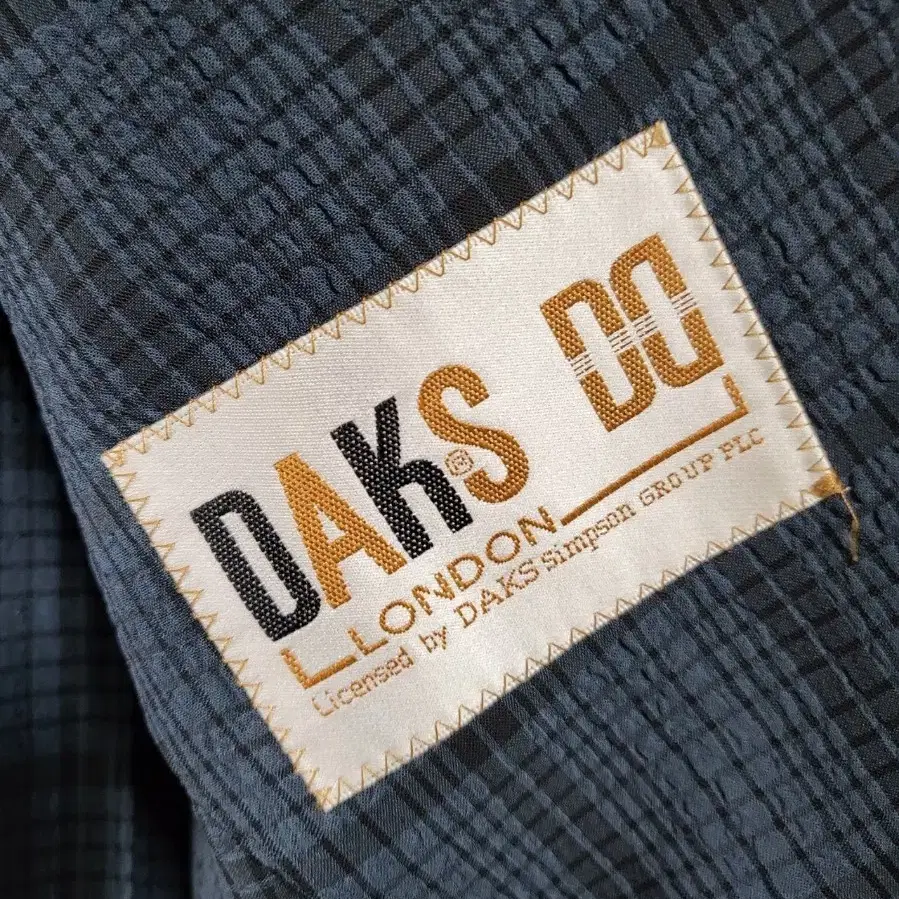 DAKS DD
LONDON
Licensed by DAKS Simpson GROUP PLC